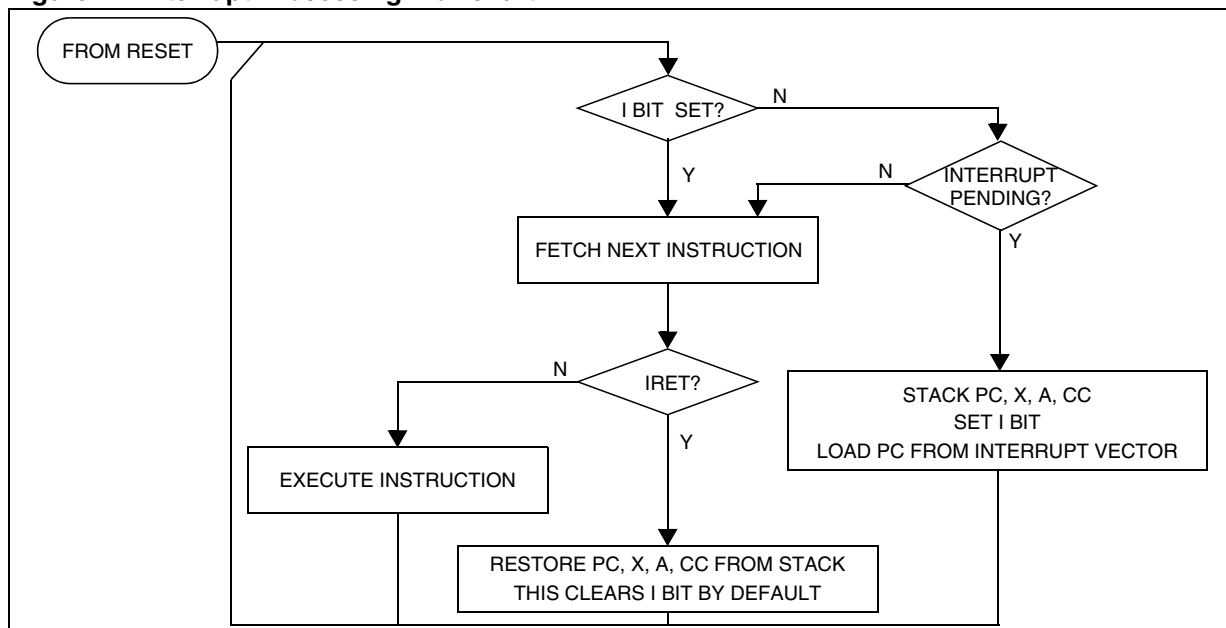 FROM RESET
I BIT SET?
N
Y
N
INTERRUPT
PENDING?
Y
FETCH NEXT INSTRUCTION
N
IRET?
Y
STACK PC, X, A, CC
SET I BIT
LOAD PC FROM INTERRUPT VECTOR
EXECUTE INSTRUCTION
RESTORE PC, X, A, CC FROM STACK
THIS CLEARS I BIT BY DEFAULT